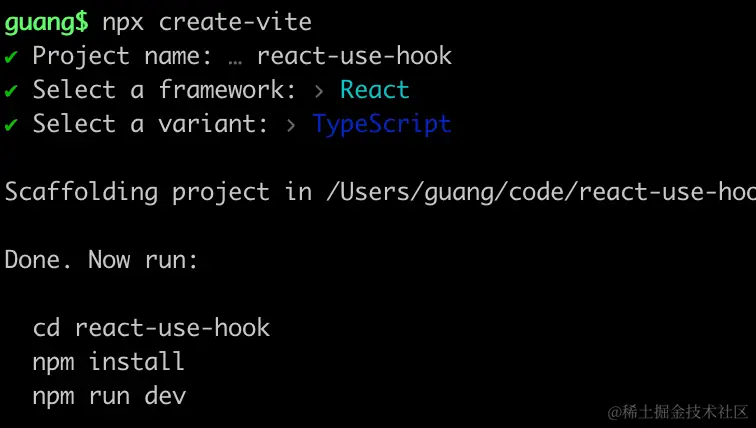 guang$ npx create-vite
✔ Project name: … react-use-hook
✔ Select a framework: › React
✔ Select a variant: › TypeScript
Scaffolding project in /Users/guang/code/react-use-hoo
Done. Now run:
cd react-use-hook
npm install
npm run dev
@稀土掘金技术社区